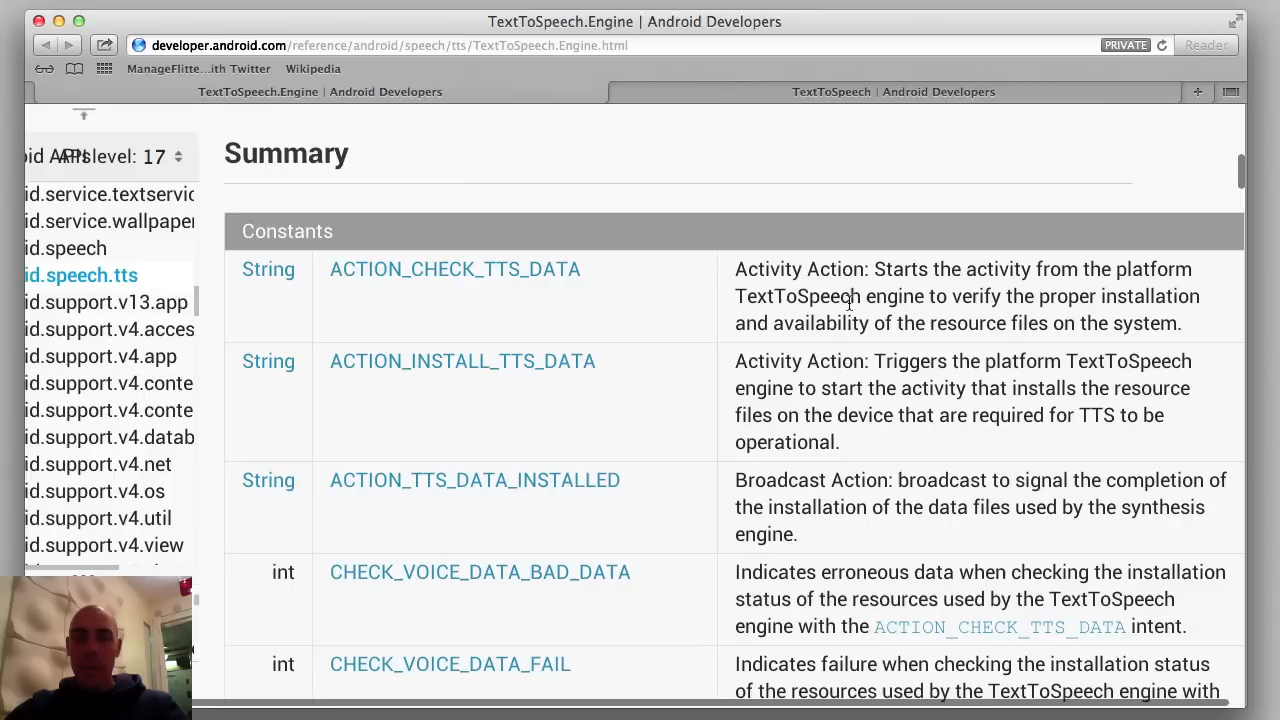 TextToSpeech.Engine | Android Developers
developer.android.com/reference/android/speech/tts/TextToSpeech.Engine.html
PRIVATE
Reader
ManageFlitte...ith Twitter
Wikipedia
TextToSpeech.Engine | Android Developers
TextToSpeech | Android Developers
level: 17
id.service.textservic
id.service.wallpaper
id.speech
id.speech.tts
id.support.v13.app
id.support.v4.acces
id.support.v4.app
id.support.v4.conte
id.support.v4.conte
id.support.v4.datab
id.support.v4.net
id.support.v4.os
id.support.v4.util
id.support.v4.view
Summary
Constants
String ACTION_CHECK_TTS_DATA Activity Action: Starts the activity from the platform
TextToSpeech engine to verify the proper installation
and availability of the resource files on the system.
String ACTION_INSTALL_TTS_DATA Activity Action: Triggers the platform TextToSpeech
engine to start the activity that installs the resource
files on the device that are required for TTS to be
operational.
String ACTION_TTS_DATA_INSTALLED Broadcast Action: broadcast to signal the completion of
the installation of the data files used by the synthesis
engine.
int CHECK_VOICE_DATA_BAD_DATA Indicates erroneous data when checking the installation
status of the resources used by the TextToSpeech
engine with the ACTION_CHECK_TTS_DATA intent.
int CHECK_VOICE_DATA_FAIL Indicates failure when checking the installation status
of the resources used by the TextToSpeech engine with